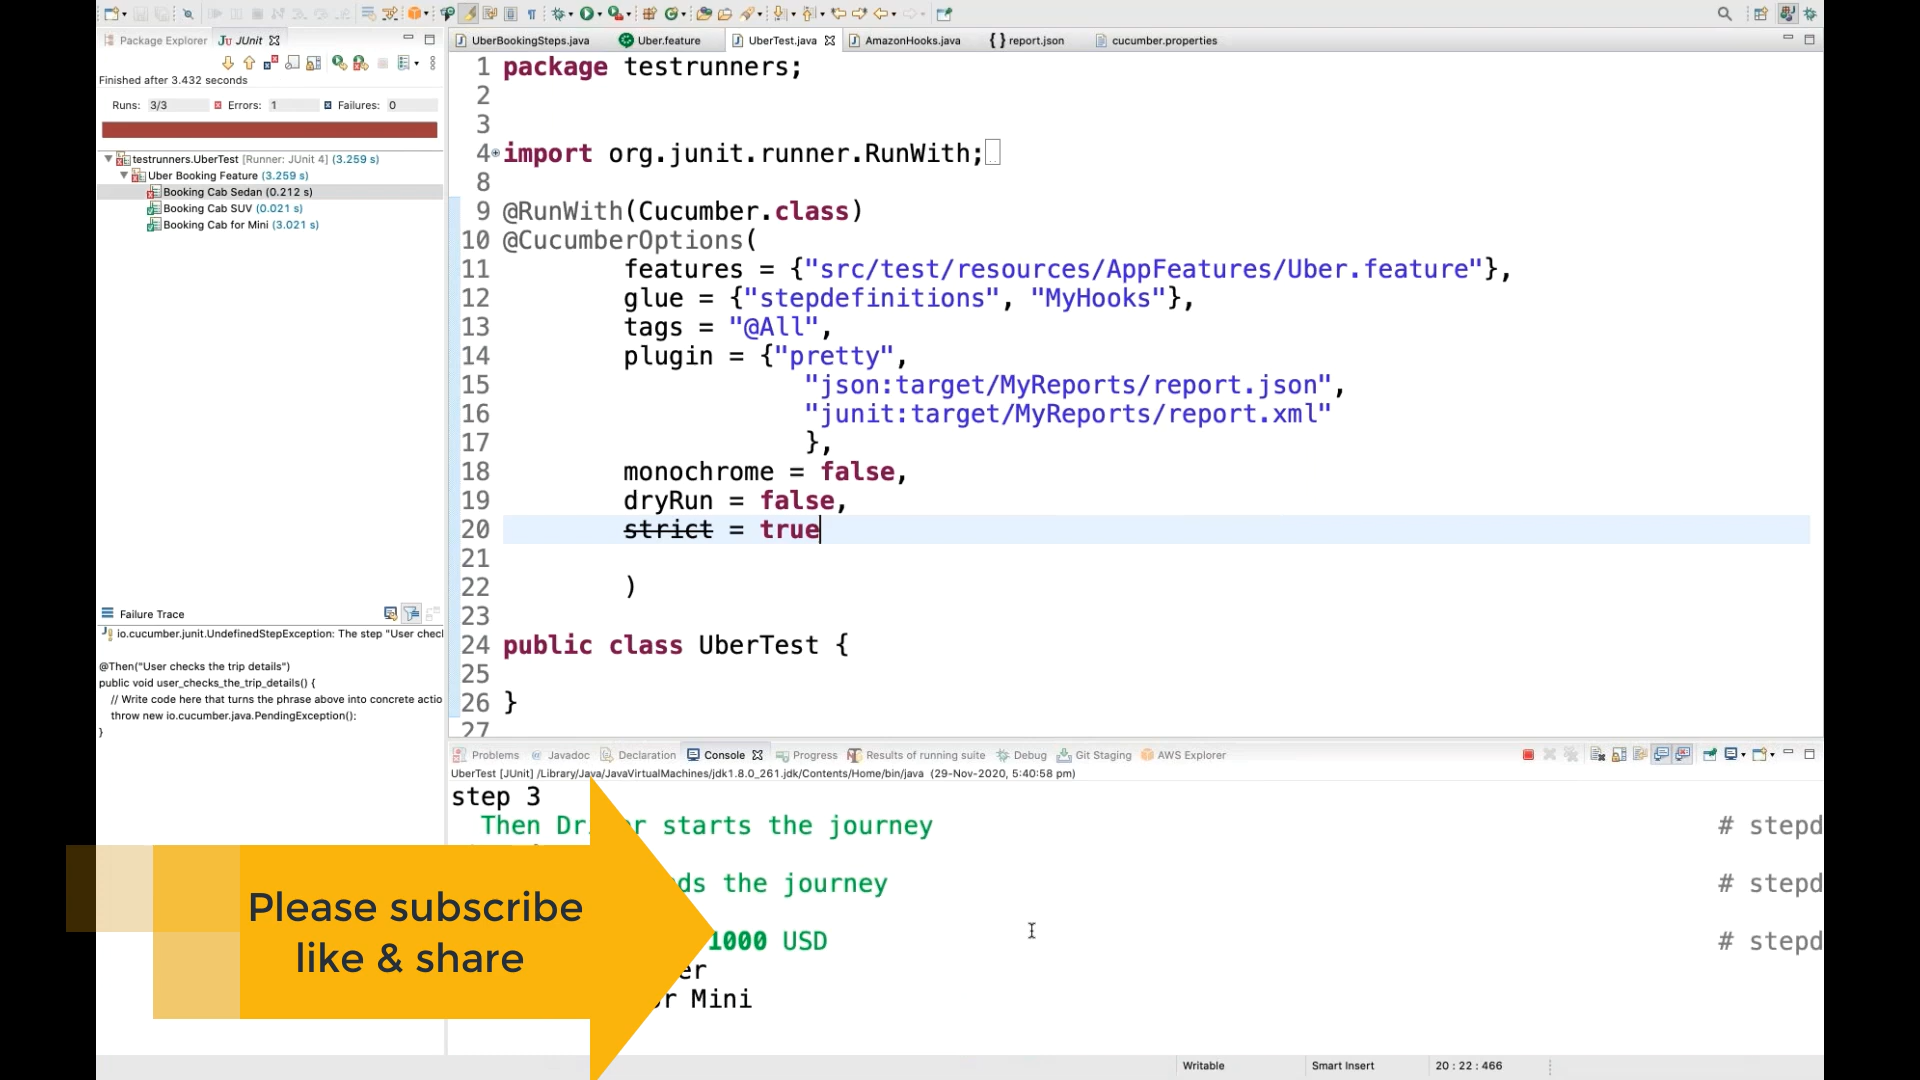 Package Explorer
JUnit
Finished after 3.432 seconds
Runs: 3/3 Errors: 1 Failures: 0
testrunners.UberTest [Runner: JUnit 4] (3.259 s)
Uber Booking Feature (3.259 s)
Booking Cab Sedan (0.212 s)
Booking Cab SUV (0.021 s)
Booking Cab for Mini (3.021 s)
Failure Trace
io.cucumber.junit.UndefinedStepException: The step "User chec
@Then("User checks the trip details")
public void user_checks_the_trip_details() {
// Write code here that turns the phrase above into concrete actio
throw new io.cucumber.java.PendingException();
}
UberBookingSteps.java Uber.feature UberTest.java AmazonHooks.java { } report.json cucumber.properties
1 package testrunners;
2
3
4 import org.junit.runner.RunWith;
8
9 @RunWith(Cucumber.class)
10 @CucumberOptions(
11 features = {"src/test/resources/AppFeatures/Uber.feature"},
12 glue = {"stepdefinitions", "MyHooks"},
13 tags = "@All",
14 plugin = {"pretty",
15 "json:target/MyReports/report.json",
16 "junit:target/MyReports/report.xml"
17 },
18 monochrome = false,
19 dryRun = false,
20 strict = true
21
22 )
23
24 public class UberTest {
25
26 }
27
Problems Javadoc Declaration Console Progress Results of running suite Debug Git Staging AWS Explorer
UberTest [JUnit] /Library/Java/JavaVirtualMachines/jdk1.8.0_261.jdk/Contents/Home/bin/java (29-Nov-2020, 5:40:58 pm)
step 3
Then Driver starts the journey # stepd
ds the journey # stepd
1000 USD # stepd
er
or Mini
Please subscribe
like & share
Writable Smart Insert 20 : 22 : 466